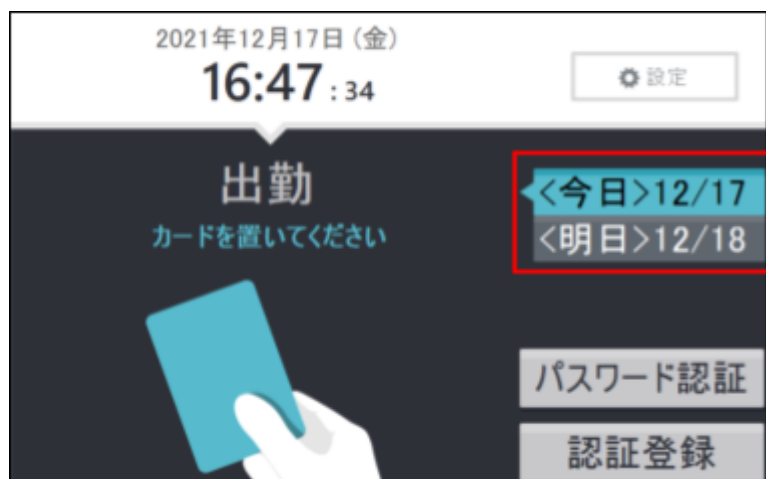 2021年12月17日(金)
16:47:34
設定
出勤
カードを置いてください
<今日>12/17
<明日>12/18
パスワード認証
認証登録